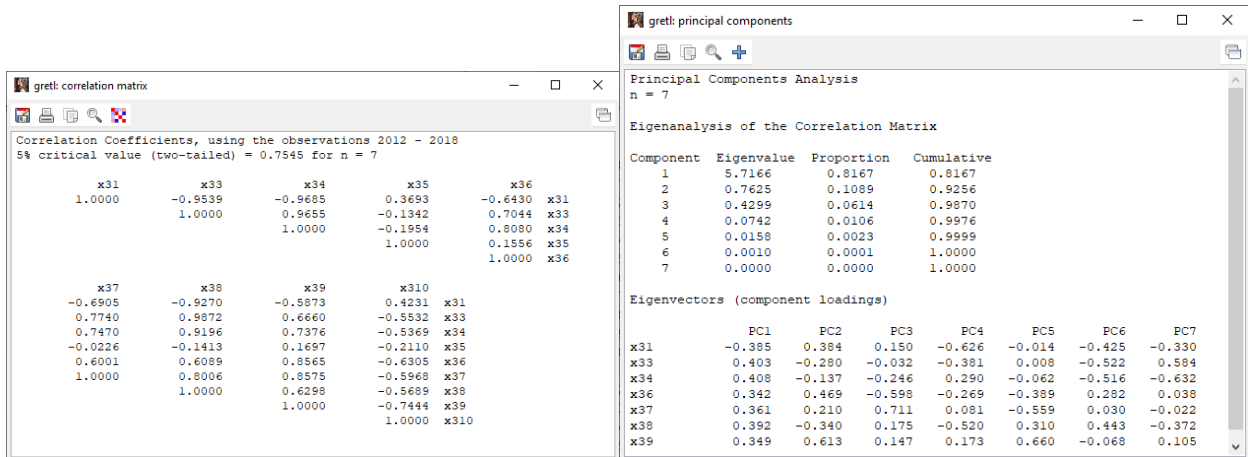 gretl: correlation matrix
Correlation Coefficients, using the observations 2012 - 2018
5% critical value (two-tailed) = 0.7545 for n = 7
x31 x33 x34 x35 x36
1.0000 -0.9539 -0.9685 0.3693 -0.6430 x31
1.0000 0.9655 -0.1342 0.7044 x33
1.0000 -0.1954 0.8080 x34
1.0000 0.1556 x35
1.0000 x36
x37 x38 x39 x310
-0.6905 -0.9270 -0.5873 0.4231 x31
0.7740 0.9872 0.6660 -0.5532 x33
0.7470 0.9196 0.7376 -0.5369 x34
-0.0226 -0.1413 0.1697 -0.2110 x35
0.6001 0.6089 0.8565 -0.6305 x36
1.0000 0.8006 0.8575 -0.5968 x37
1.0000 0.6298 -0.5689 x38
1.0000 -0.7444 x39
1.0000 x310
gretl: principal components
Principal Components Analysis
n = 7
Eigenanalysis of the Correlation Matrix
Component Eigenvalue Proportion Cumulative
1 5.7166 0.8167 0.8167
2 0.7625 0.1089 0.9256
3 0.4299 0.0614 0.9870
4 0.0742 0.0106 0.9976
5 0.0158 0.0023 0.9999
6 0.0010 0.0001 1.0000
7 0.0000 0.0000 1.0000
Eigenvectors (component loadings)
PC1 PC2 PC3 PC4 PC5 PC6 PC7
x31 -0.385 0.384 0.150 -0.626 -0.014 -0.425 -0.330
x33 0.403 -0.280 -0.032 -0.381 0.008 -0.522 0.584
x34 0.408 -0.137 -0.246 0.290 -0.062 -0.516 -0.632
x36 0.342 0.469 -0.598 -0.269 -0.389 0.282 0.038
x37 0.361 0.210 0.711 0.081 -0.559 0.030 -0.022
x38 0.392 -0.340 0.175 -0.520 0.310 0.443 -0.372
x39 0.349 0.613 0.147 0.173 0.660 -0.068 0.105